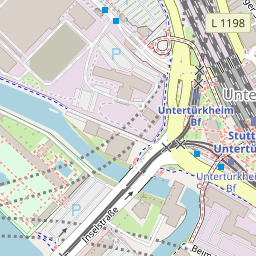 P
L 1198
Unte
Untertürkheim
Bf
P
Stutt
Untertü
Untertürkheim
Bf
P
Inselstraße
Beim